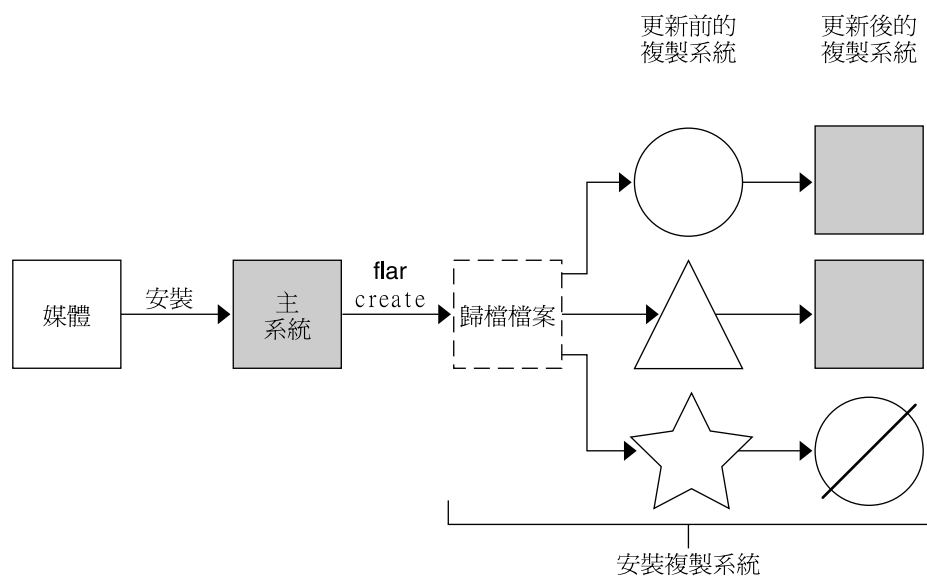 更新前的
複製系統
更新後的
複製系統
媒體
安裝
主
系統
flar
create
歸檔檔案
安裝複製系統